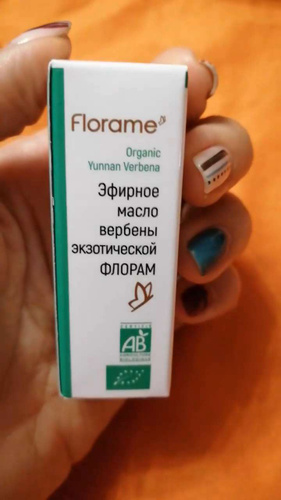 Florame
Organic
Yunnan Verbena
Эфирное
масло
вербены
экзотической
ФЛОРАМ
AB